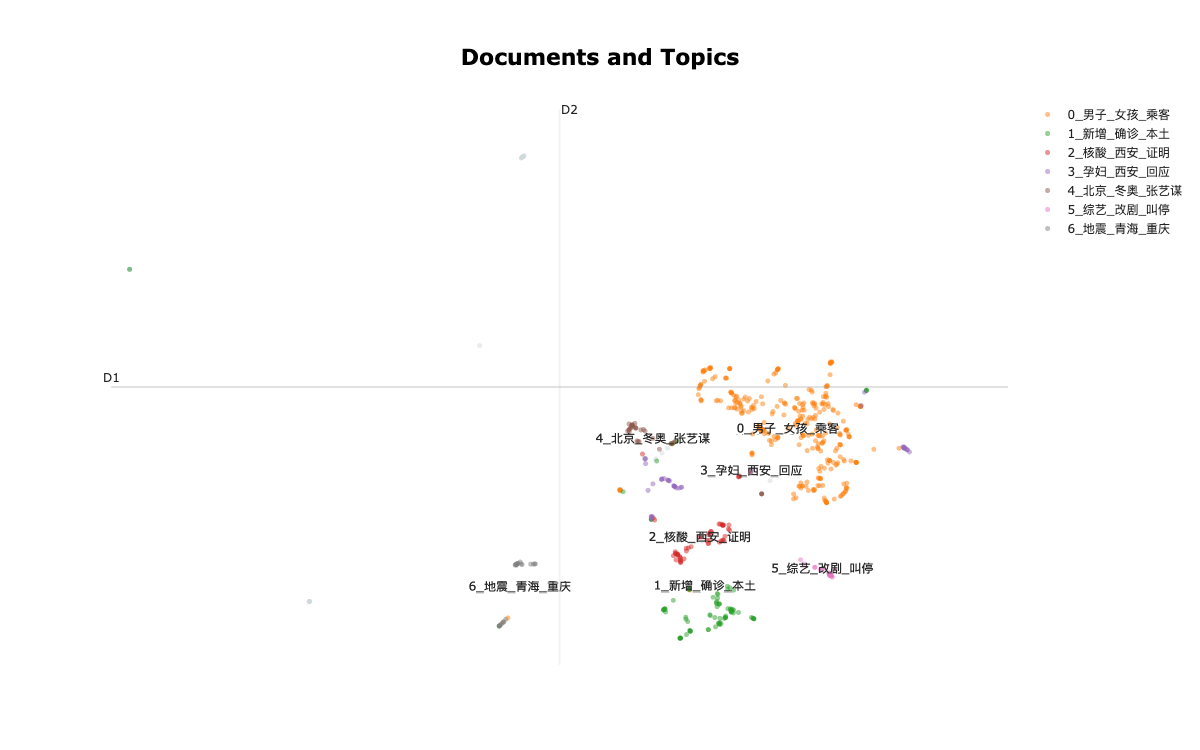 Documents and Topics
D2
0_男子_女孩_乘客
1_新增_确诊_本土
2_核酸_西安_证明
3_孕妇_西安_回应
4_北京_冬奥_张艺谋
5_综艺_改剧_叫停
6_地震_青海_重庆
D1
0_男子_女孩_乘客
4_北京_冬奥_张艺谋
3_孕妇_西安_回应
2_核酸_西安_证明
5_综艺_改剧_叫停
6_地震_青海_重庆
1_新增_确诊_本土